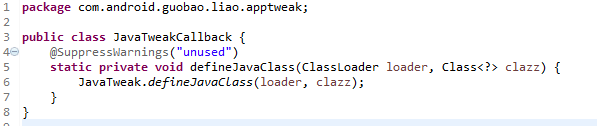 1 package com.android.guobao.liao.apptweak;
2
3 public class JavaTweakCallback {
4     @SuppressWarnings("unused")
5     static private void defineJavaClass(ClassLoader loader, Class<?> clazz) {
6         JavaTweak.defineJavaClass(loader, clazz);
7     }
8 }
9